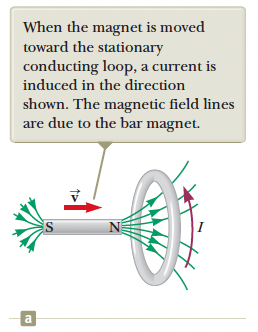 When the magnet is moved
toward the stationary
conducting loop, a current is
induced in the direction
shown. The magnetic field lines
are due to the bar magnet.
v
S N I
a